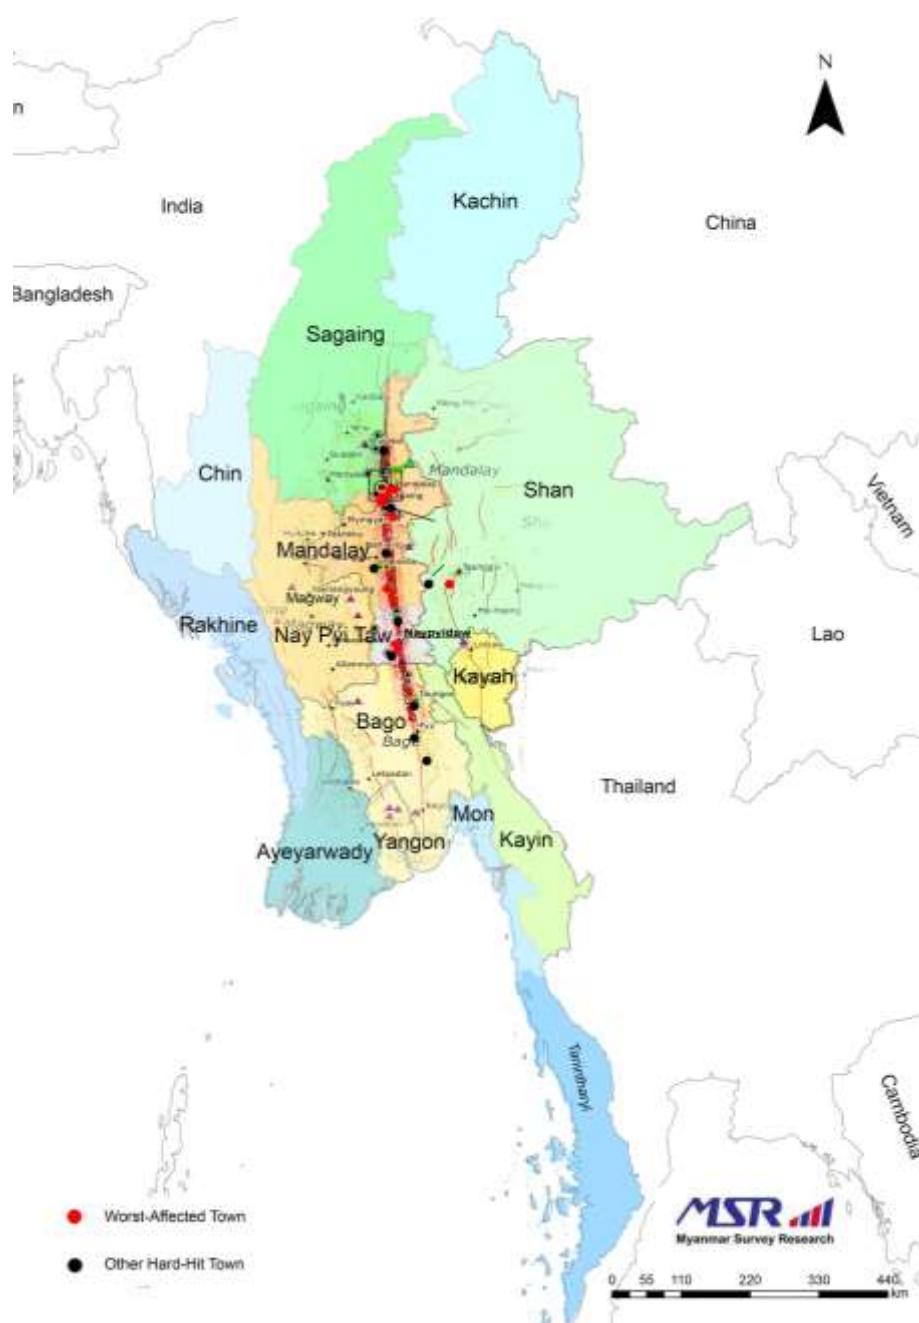 N
n
India
Kachin
China
Bangladesh
Sagaing
Chin
Mandalay
Shan
Vietnam
Mandalay
Magway
Rakhine
Nay Pyi Taw
Naypyidaw
Lao
Kayah
Bago
Bago
Letpadan
Thailand
Mon
Yangon
Kayin
Ayeyarwady
Tanintharyi
Cambodia
Worst-Affected Town
Other Hard-Hit Town
MSR
Myanmar Survey Research
0 55 110 220 330 440
km